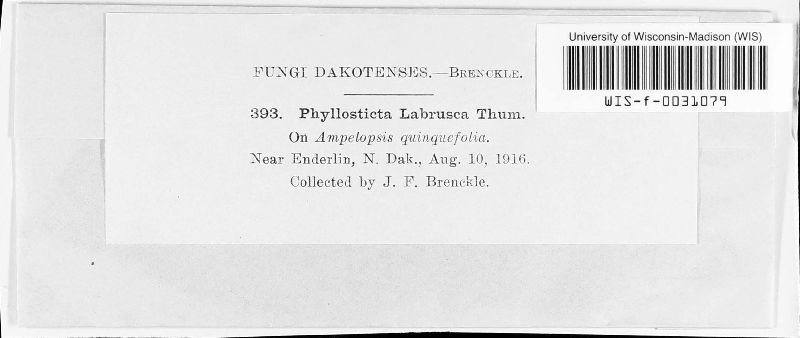 University of Wisconsin-Madison (WIS)
WIS-f-0031079
FUNGI DAKOTENSES.—BRENCKLE.
393. Phyllosticta Labrusca Thum.
On Ampelopsis quinquefolia.
Near Enderlin, N. Dak., Aug. 10, 1916.
Collected by J. F. Brenckle.